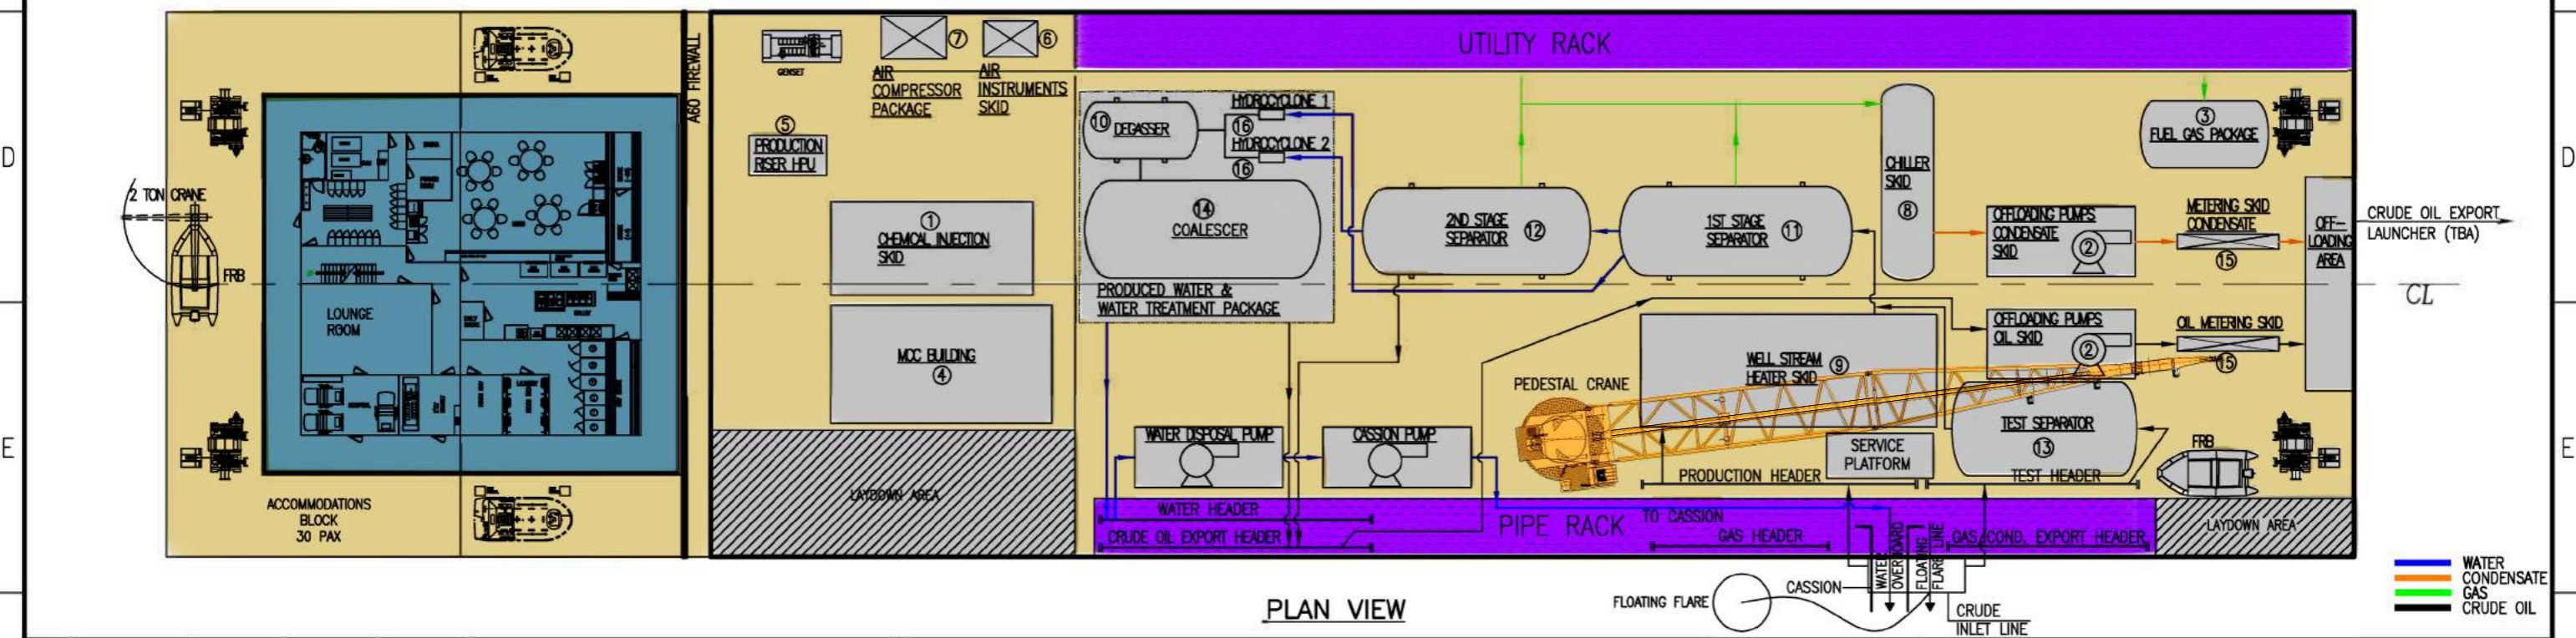 D
E
2 TON CRANE
FRB
LOUNGE
ROOM
ACCOMMODATIONS
BLOCK
30 PAX
A60 FIREWALL
GENSET
⑦
AIR
COMPRESSOR
PACKAGE
⑥
AIR
INSTRUMENTS
SKID
⑤
PRODUCTION
RISER HPU
①
CHEMICAL INJECTION
SKID
MCC BUILDING
④
LAYDOWN AREA
UTILITY RACK
⑩ DEGASSER
HYDROCYCLONE 1
⑯
HYDROCYCLONE 2
⑯
⑭
COALESCER
PRODUCED WATER &
WATER TREATMENT PACKAGE
2ND STAGE
SEPARATOR ⑫
1ST STAGE
SEPARATOR ⑪
CHILLER
SKID
⑧
③
FUEL GAS PACKAGE
OFFLOADING PUMPS
CONDENSATE
SKID
②
METERING SKID
CONDENSATE
⑮
OFF-
LOADING
AREA
CRUDE OIL EXPORT
LAUNCHER (TBA)
CL
OFFLOADING PUMPS
OIL SKID
②
OIL METERING SKID
⑮
WELL STREAM
HEATER SKID ⑨
PEDESTAL CRANE
WATER DISPOSAL PUMP
CASSION PUMP
SERVICE
PLATFORM
TEST SEPARATOR
⑬
FRB
PRODUCTION HEADER
TEST HEADER
WATER HEADER
CRUDE OIL EXPORT HEADER
PIPE RACK
TO CASSION
GAS HEADER
GAS/COND. EXPORT HEADER
LAYDOWN AREA
WATER
OVERBOARD
FLOATING
FLARE LINE
CASSION
FLOATING FLARE
CRUDE
INLET LINE
PLAN VIEW
WATER
CONDENSATE
GAS
CRUDE OIL
D
E